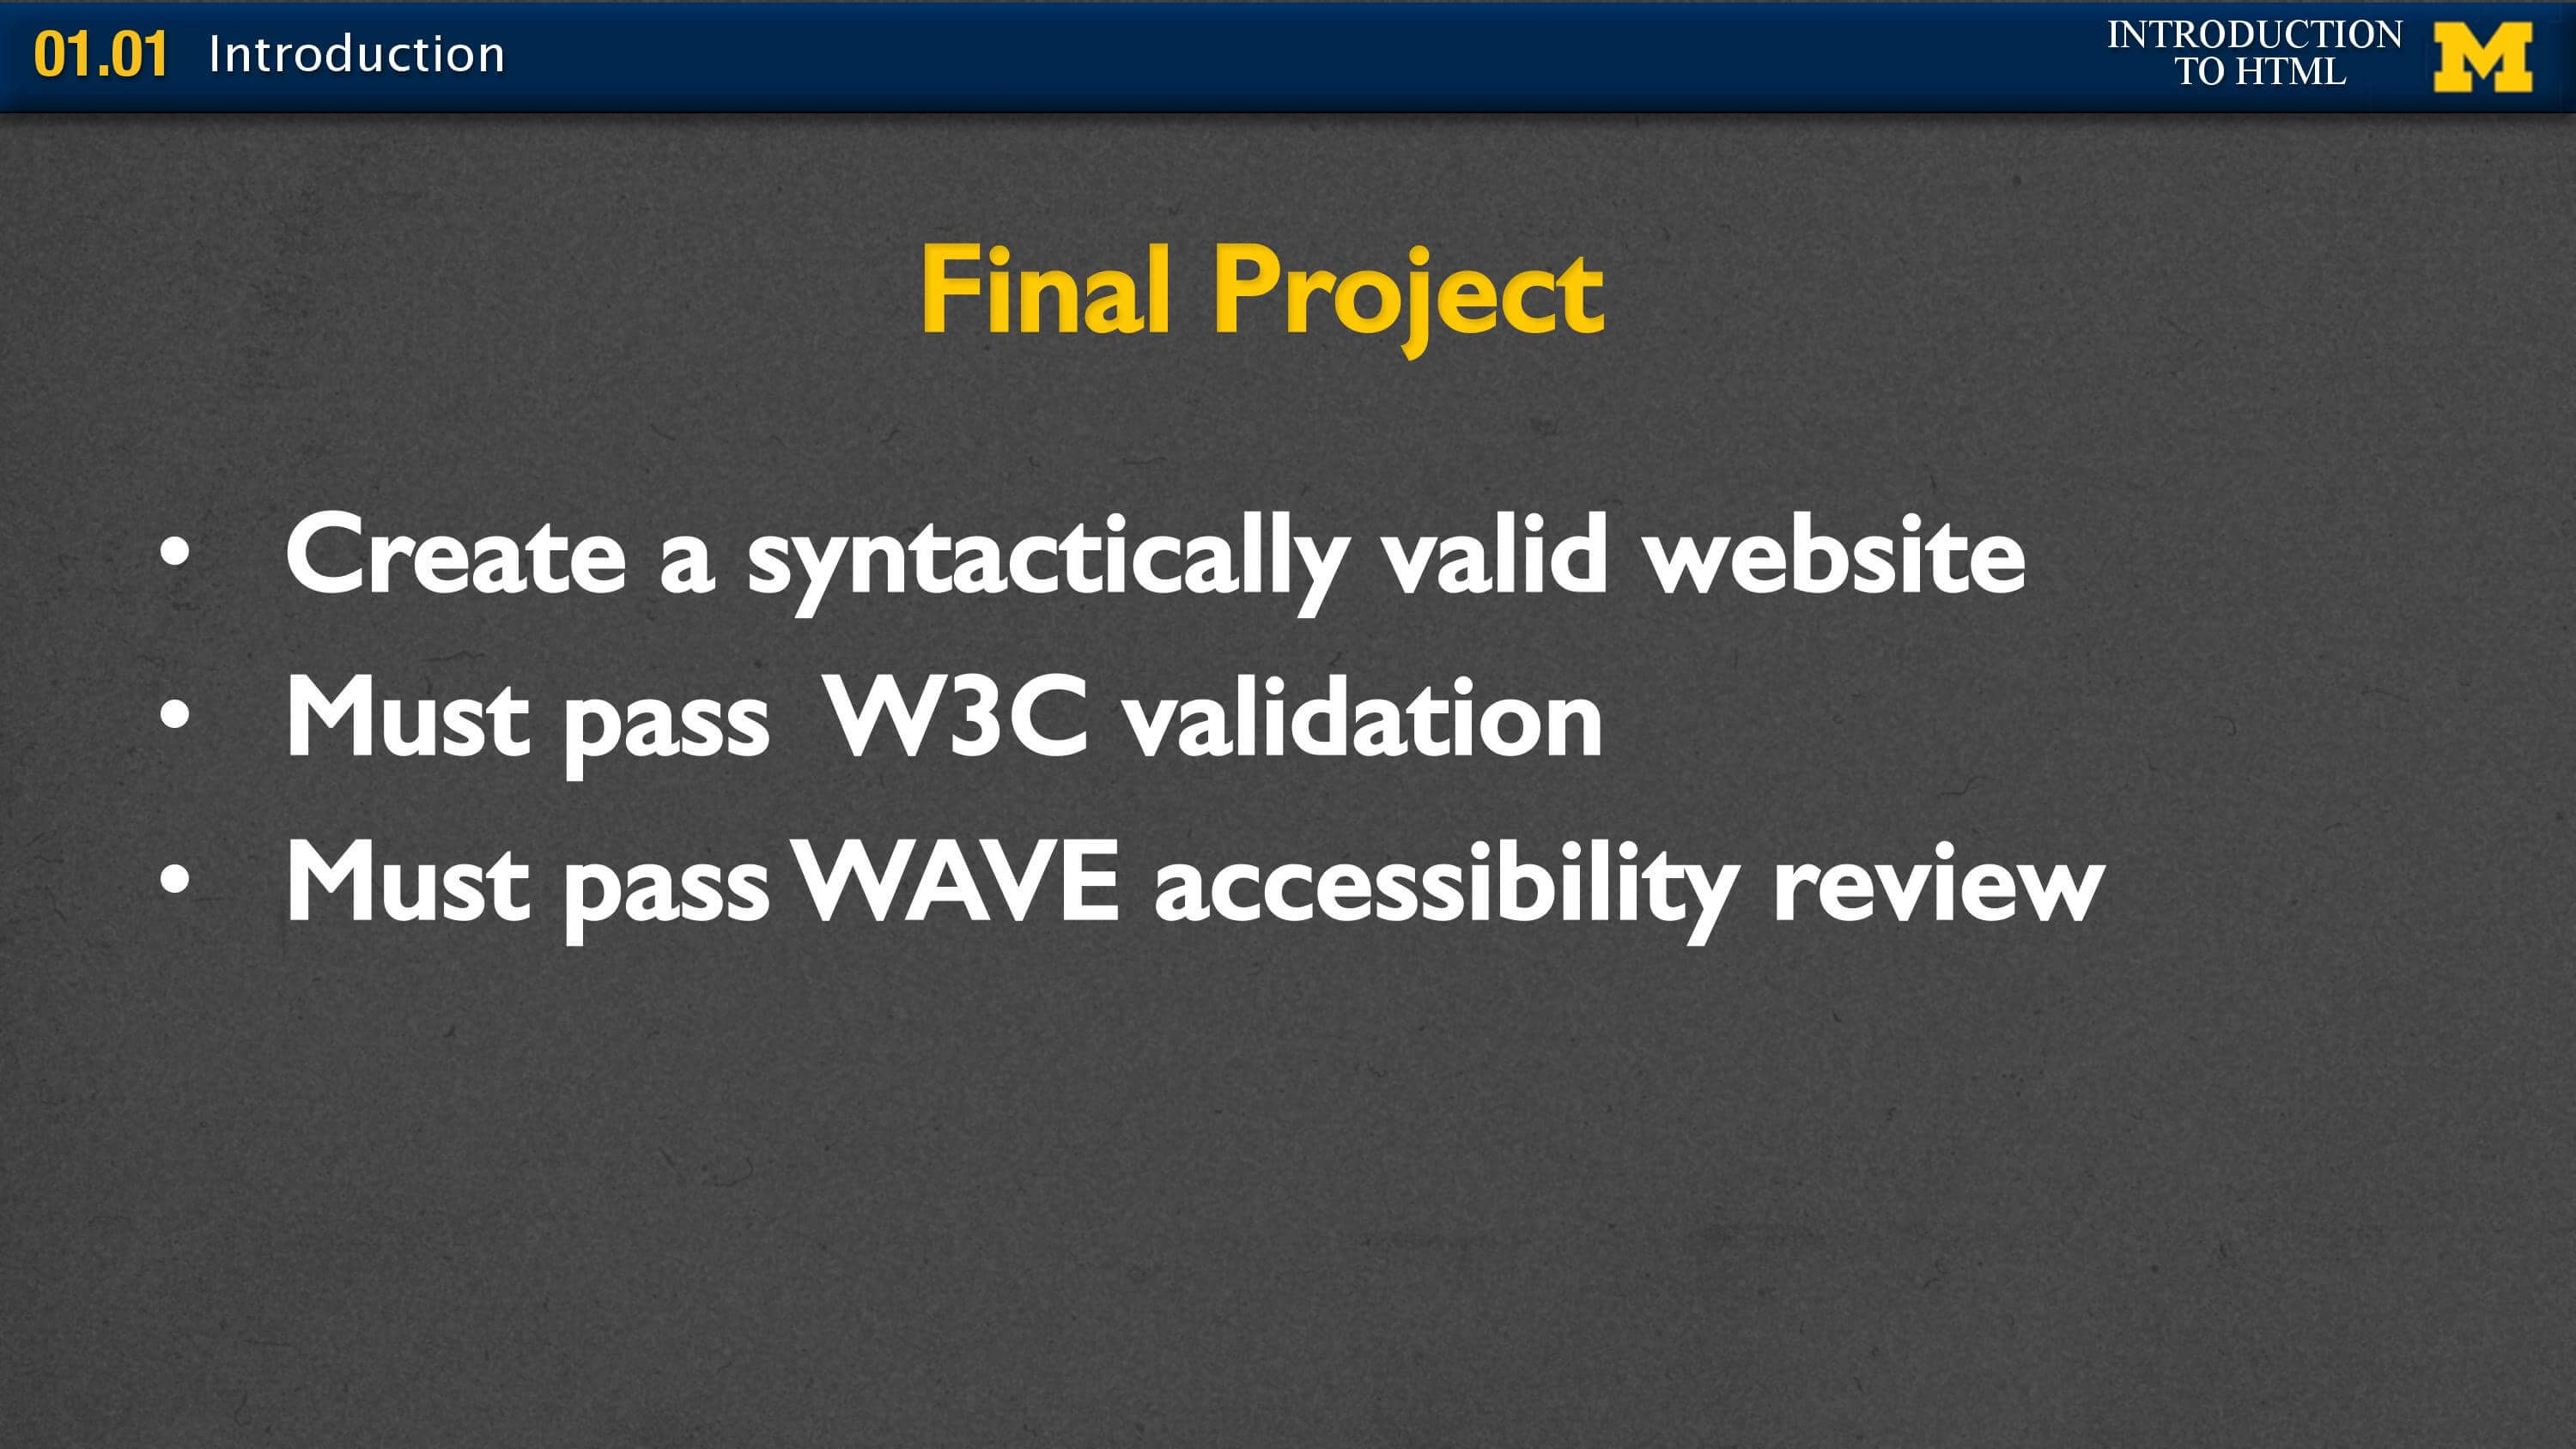 01.01 Introduction
INTRODUCTION
TO HTML
M
Final Project
• Create a syntactically valid website
• Must pass  W3C validation
• Must pass WAVE accessibility review